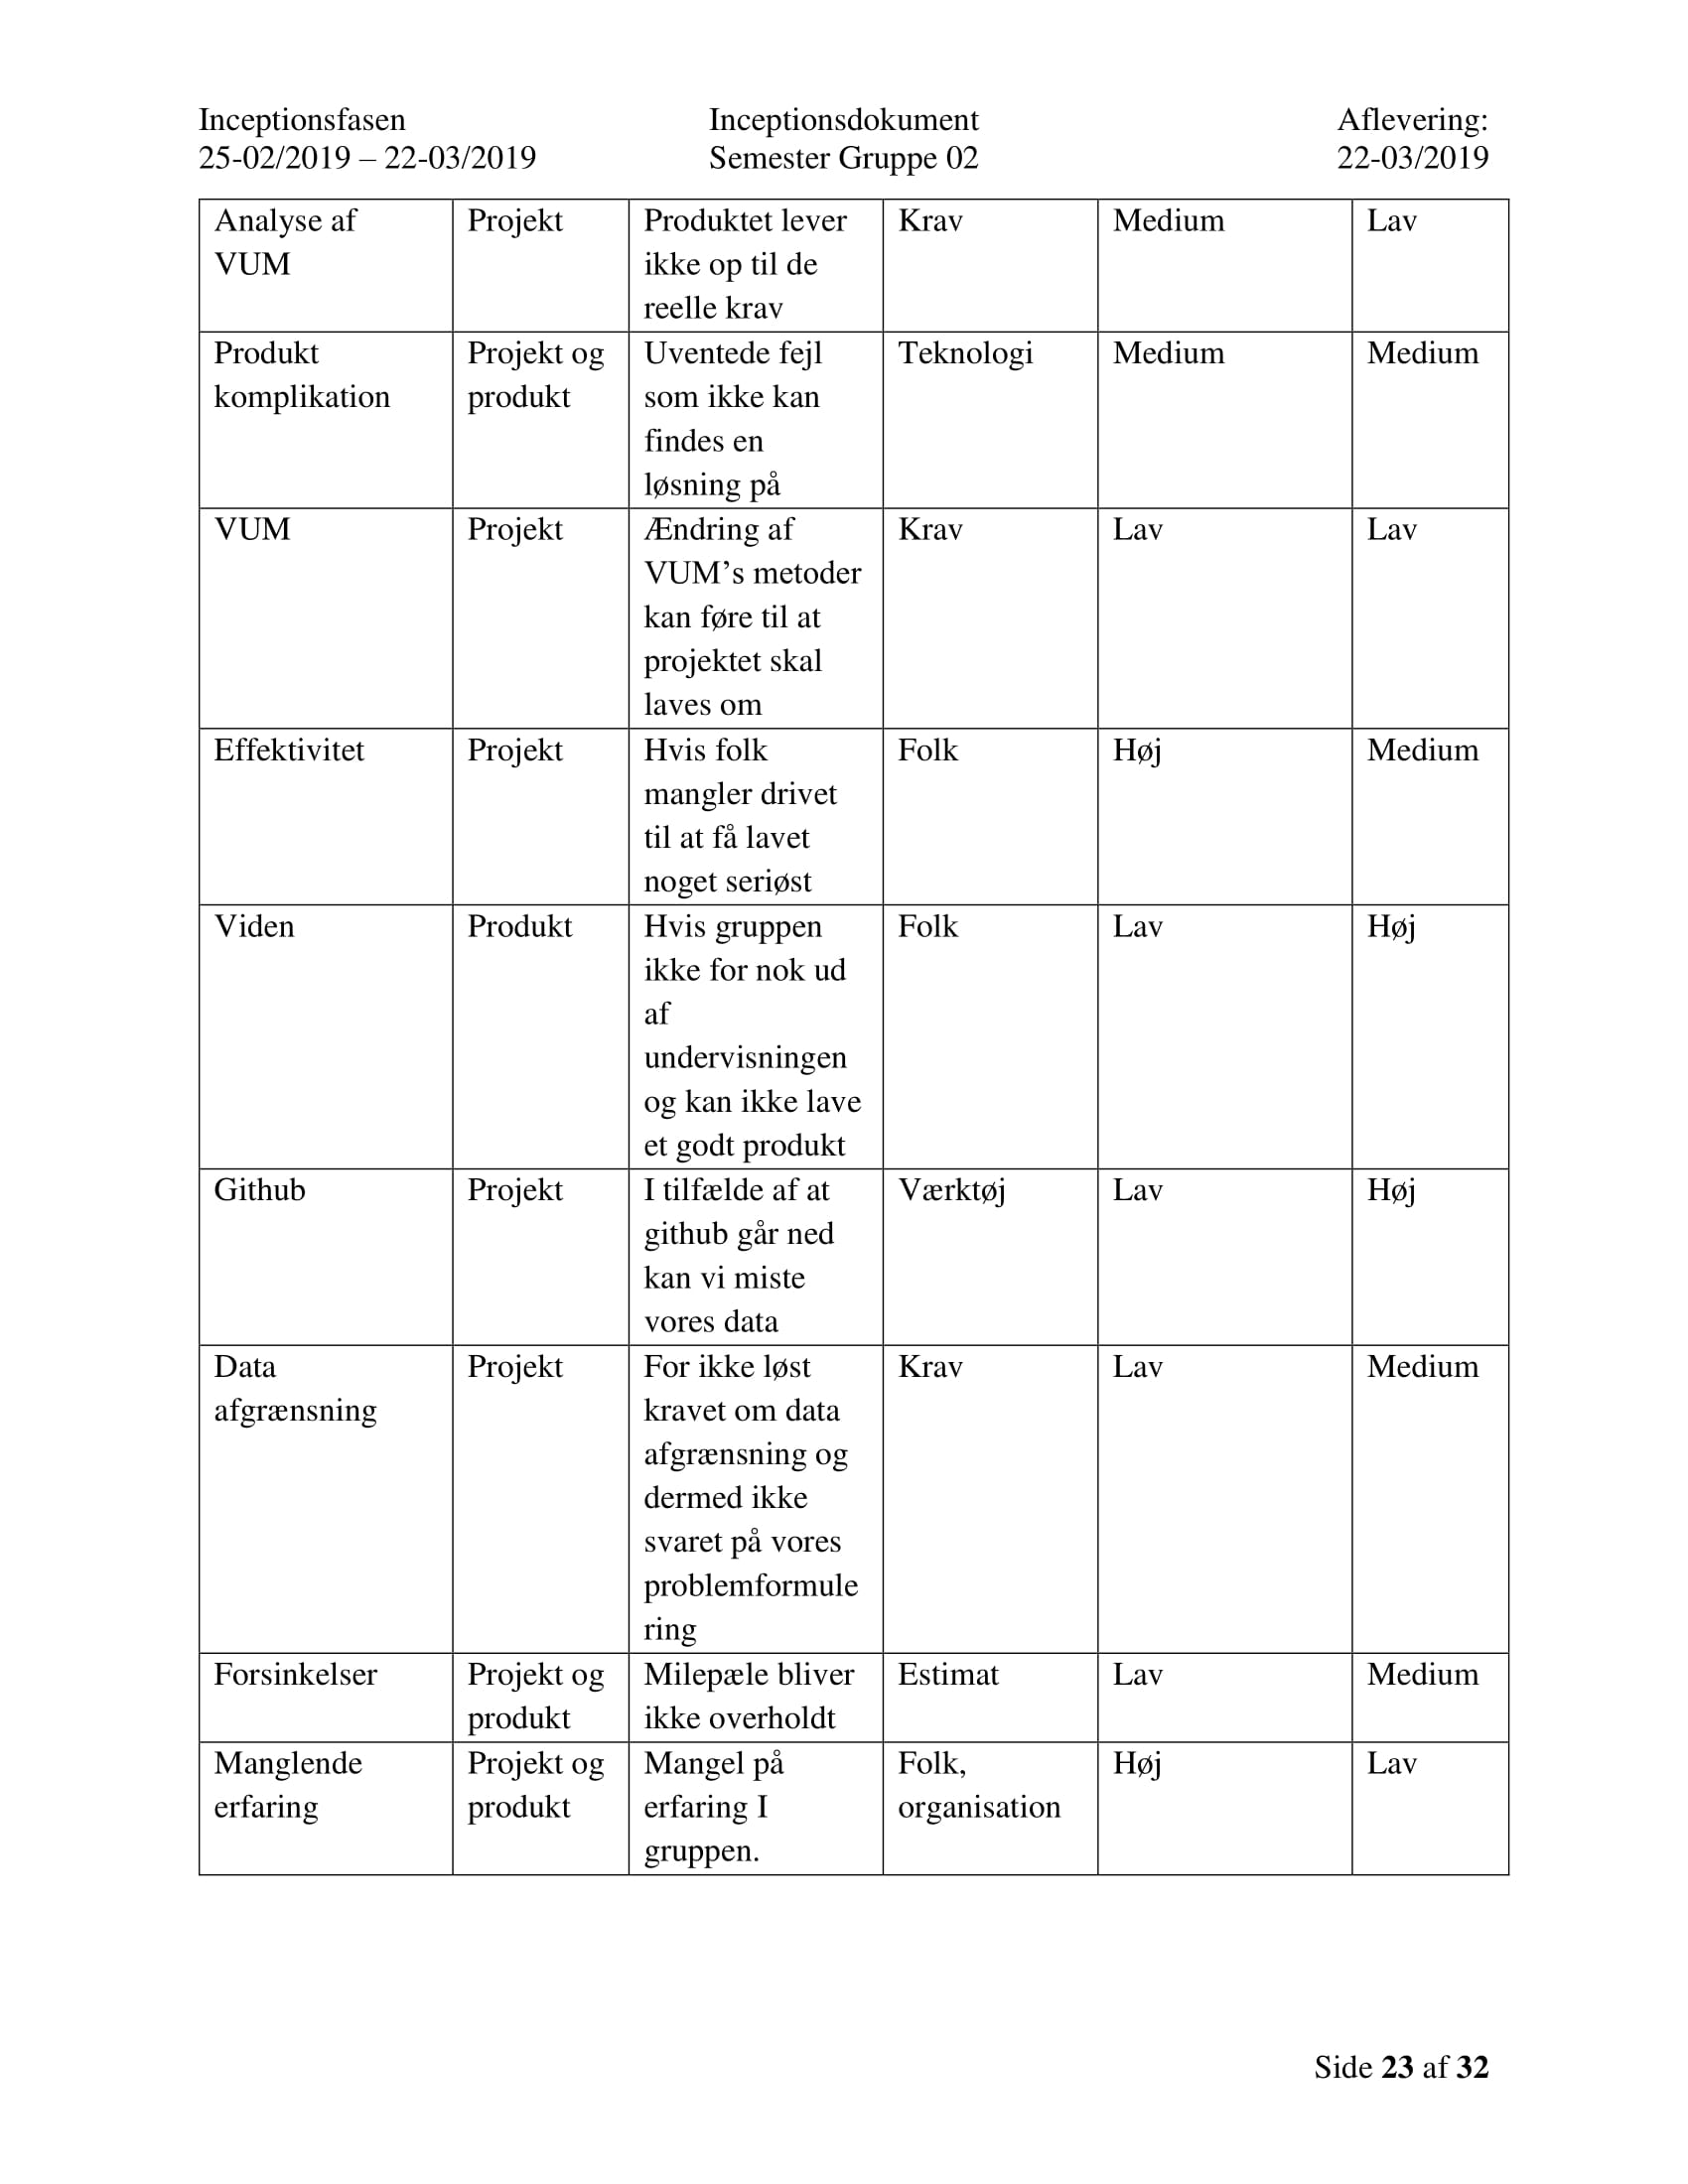 Inceptionsfasen Inceptionsdokument Aflevering:
25-02/2019 – 22-03/2019 Semester Gruppe 02 22-03/2019
Analyse af Projekt Produktet lever Krav Medium Lav
VUM ikke op til de
reelle krav
Produkt Projekt og Uventede fejl Teknologi Medium Medium
komplikation produkt som ikke kan
findes en
løsning på
VUM Projekt Ændring af Krav Lav Lav
VUM’s metoder
kan føre til at
projektet skal
laves om
Effektivitet Projekt Hvis folk Folk Høj Medium
mangler drivet
til at få lavet
noget seriøst
Viden Produkt Hvis gruppen Folk Lav Høj
ikke for nok ud
af
undervisningen
og kan ikke lave
et godt produkt
Github Projekt I tilfælde af at Værktøj Lav Høj
github går ned
kan vi miste
vores data
Data Projekt For ikke løst Krav Lav Medium
afgrænsning kravet om data
afgrænsning og
dermed ikke
svaret på vores
problemformule
ring
Forsinkelser Projekt og Milepæle bliver Estimat Lav Medium
produkt ikke overholdt
Manglende Projekt og Mangel på Folk, Høj Lav
erfaring produkt erfaring I organisation
gruppen.
Side 23 af 32